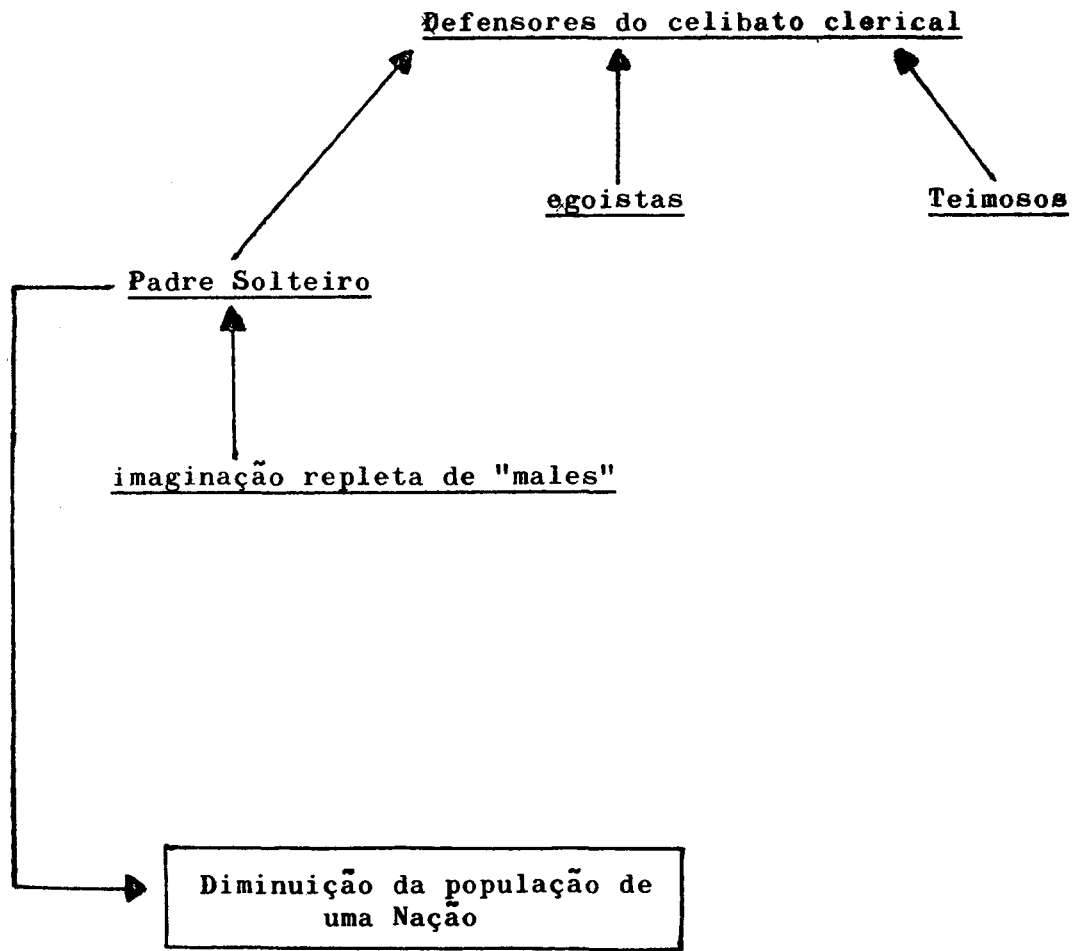 Defensores do celibato clerical
egoistas
Teimosos
Padre Solteiro
imaginação repleta de "males"
Diminuição da população de
uma Nação